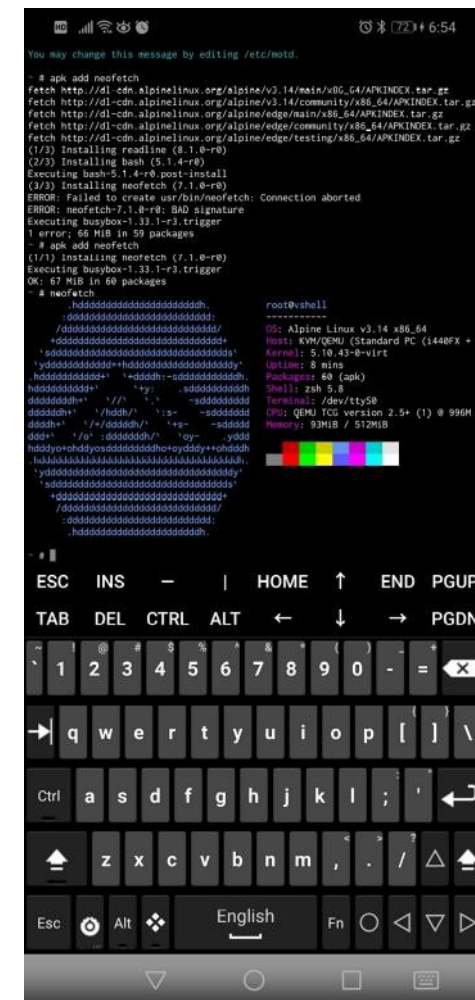 HD 72 6:54
You may change this message by editing /etc/motd.
~ # apk add neofetch
fetch http://dl-cdn.alpinelinux.org/alpine/v3.14/main/x86_64/APKINDEX.tar.gz
fetch http://dl-cdn.alpinelinux.org/alpine/v3.14/community/x86_64/APKINDEX.tar.gz
fetch http://dl-cdn.alpinelinux.org/alpine/edge/main/x86_64/APKINDEX.tar.gz
fetch http://dl-cdn.alpinelinux.org/alpine/edge/community/x86_64/APKINDEX.tar.gz
fetch http://dl-cdn.alpinelinux.org/alpine/edge/testing/x86_64/APKINDEX.tar.gz
(1/3) Installing readline (8.1.0-r0)
(2/3) Installing bash (5.1.4-r0)
Executing bash-5.1.4-r0.post-install
(3/3) Installing neofetch (7.1.0-r0)
ERROR: Failed to create usr/bin/neofetch: Connection aborted
ERROR: neofetch-7.1.0-r0: BAD signature
Executing busybox-1.33.1-r3.trigger
1 error; 66 MiB in 59 packages
~ # apk add neofetch
(1/1) Installing neofetch (7.1.0-r0)
Executing busybox-1.33.1-r3.trigger
OK: 67 MiB in 60 packages
~ # neofetch
root@vshell
-----------
OS: Alpine Linux v3.14 x86_64
Host: KVM/QEMU (Standard PC (i440FX +
Kernel: 5.10.43-0-virt
Uptime: 8 mins
Packages: 60 (apk)
Shell: zsh 5.8
Terminal: /dev/ttyS0
CPU: QEMU TCG version 2.5+ (1) @ 996M
Memory: 93MiB / 512MiB
~ #
ESC INS — | HOME ↑ END PGUP
TAB DEL CTRL ALT ← ↓ → PGDN
~ ! @ # $ % ^ & * ( ) _ +
` 1 2 3 4 5 6 7 8 9 0 - =
q w e r t y u i o p [ ] \
Ctrl a s d f g h j k l ; '
z x c v b n m , . /
Esc Alt English Fn